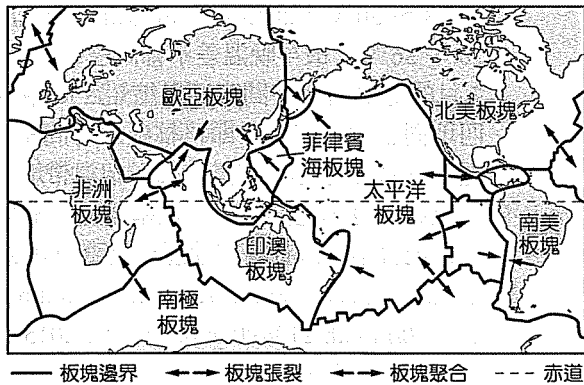 歐亞板塊
北美板塊
菲律賓
海板塊
非洲
板塊
太平洋
板塊
南美
板塊
印澳
板塊
南極
板塊
板塊邊界
板塊張裂
板塊聚合
赤道